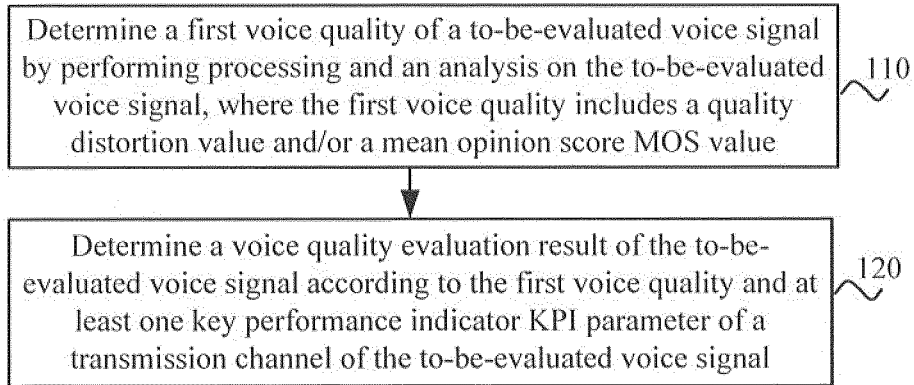 Determine a first voice quality of a to-be-evaluated voice signal
by performing processing and an analysis on the to-be-evaluated
voice signal, where the first voice quality includes a quality
distortion value and/or a mean opinion score MOS value
110
Determine a voice quality evaluation result of the to-be-
evaluated voice signal according to the first voice quality and at
least one key performance indicator KPI parameter of a
transmission channel of the to-be-evaluated voice signal
120